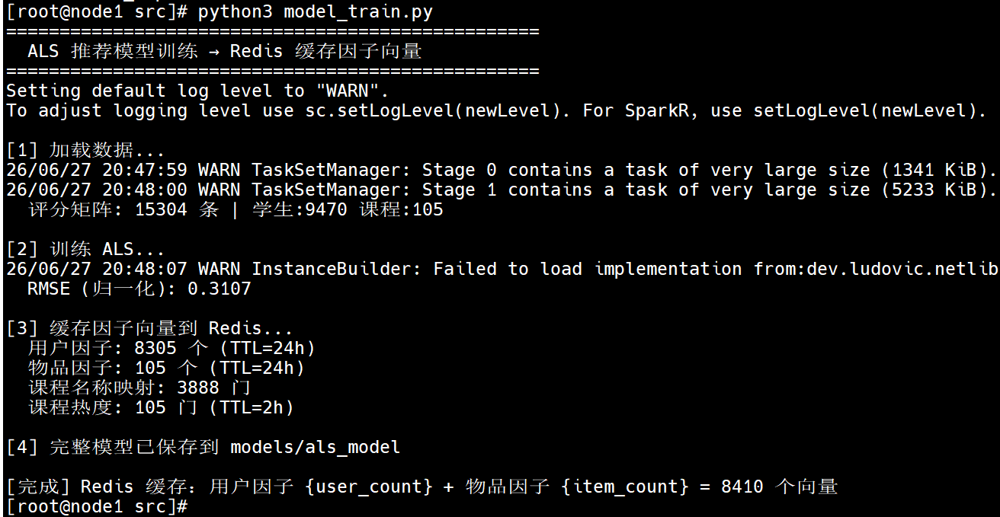 [root@node1 src]# python3 model_train.py
==================================================
ALS 推荐模型训练 → Redis 缓存因子向量
==================================================
Setting default log level to "WARN".
To adjust logging level use sc.setLogLevel(newLevel). For SparkR, use setLogLevel(newLevel).
[1] 加载数据...
26/06/27 20:47:59 WARN TaskSetManager: Stage 0 contains a task of very large size (1341 KiB).
26/06/27 20:48:00 WARN TaskSetManager: Stage 1 contains a task of very large size (5233 KiB).
评分矩阵: 15304 条 | 学生:9470 课程:105
[2] 训练 ALS...
26/06/27 20:48:07 WARN InstanceBuilder: Failed to load implementation from:dev.ludovic.netlib
RMSE (归一化): 0.3107
[3] 缓存因子向量到 Redis...
用户因子: 8305 个 (TTL=24h)
物品因子: 105 个 (TTL=24h)
课程名称映射: 3888 门
课程热度: 105 门 (TTL=2h)
[4] 完整模型已保存到 models/als_model
[完成] Redis 缓存: 用户因子 {user_count} + 物品因子 {item_count} = 8410 个向量
[root@node1 src]#